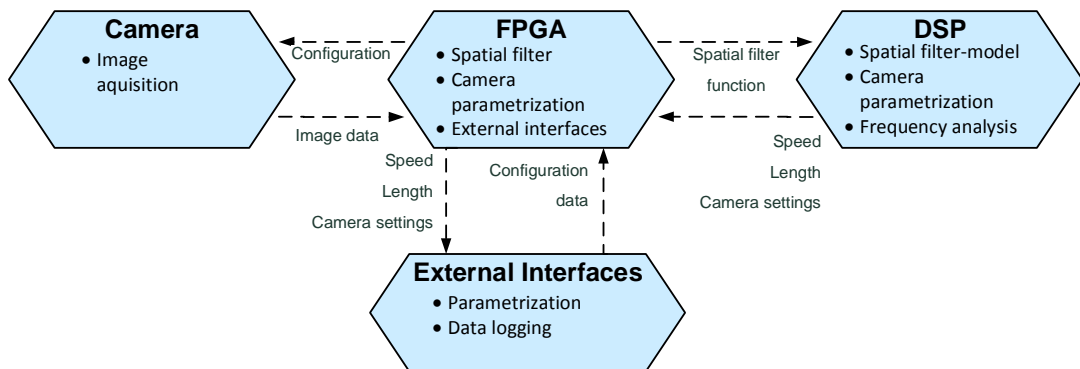 Camera
• Image
aquisition
Configuration
Image data
FPGA
• Spatial filter
• Camera
parametrization
• External interfaces
Spatial filter
function
DSP
• Spatial filter-model
• Camera
parametrization
• Frequency analysis
Speed
Length
Camera settings
Configuration
data
Speed
Length
Camera settings
External Interfaces
• Parametrization
• Data logging